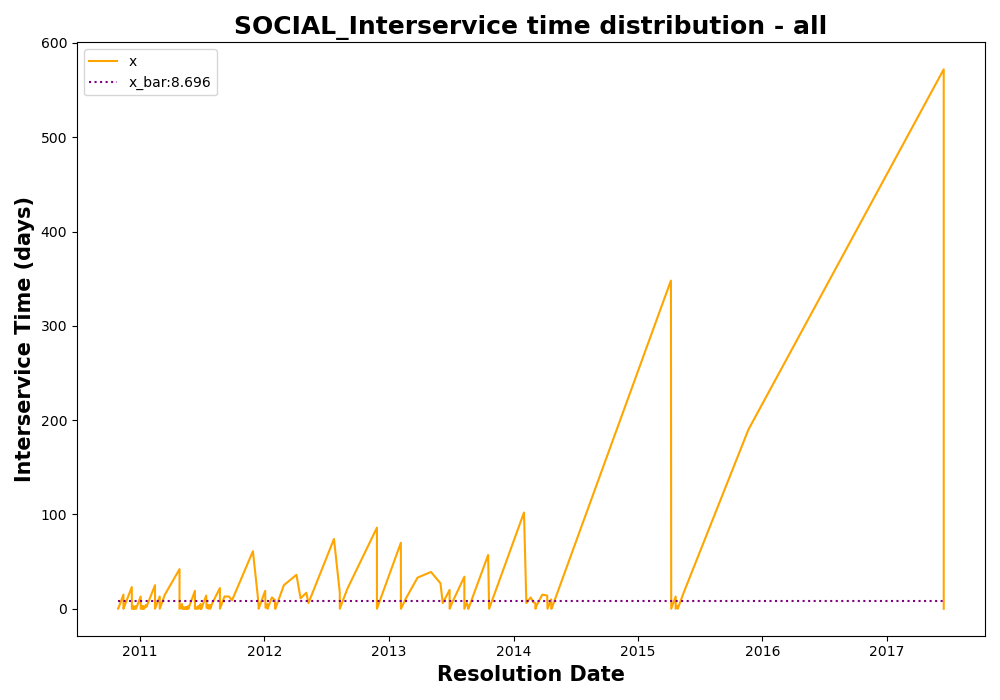 SOCIAL_Interservice time distribution - all
x
x_bar:8.696
Interservice Time (days)
600
500
400
300
200
100
0
2011 2012 2013 2014 2015 2016 2017
Resolution Date